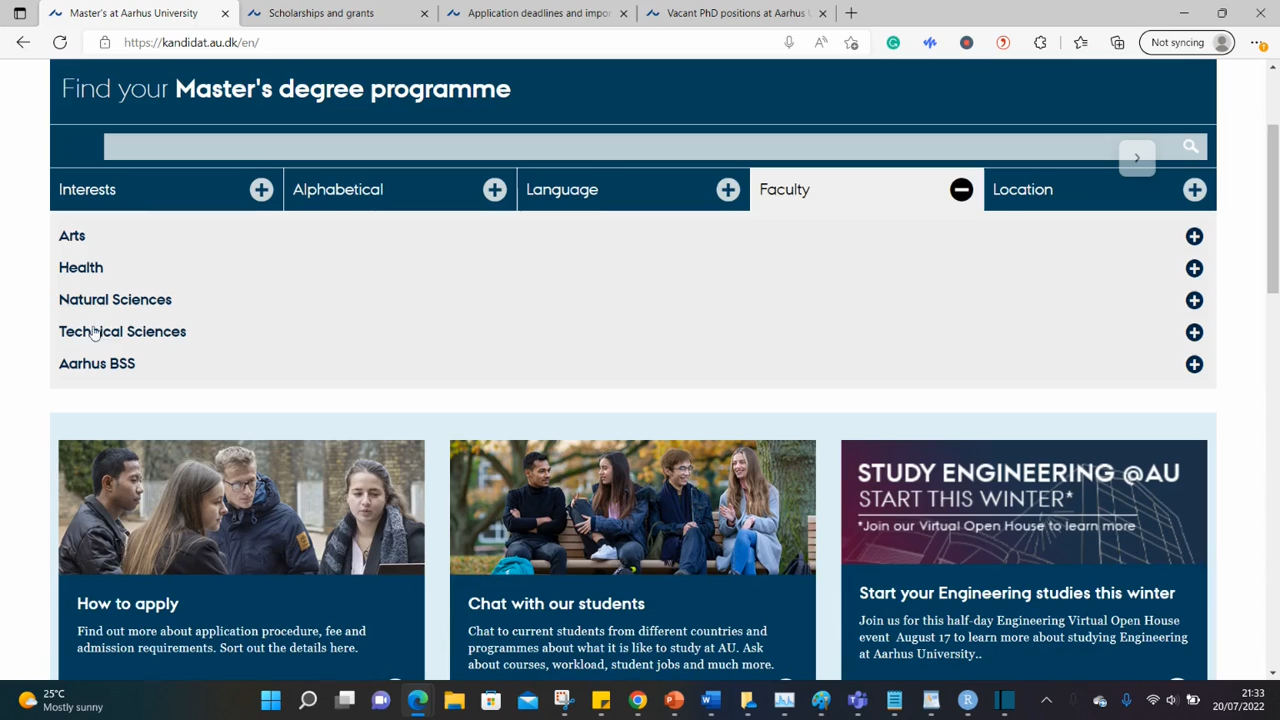 Master's at Aarhus University
Scholarships and grants
Application deadlines and impor
Vacant PhD positions at Aarhus U
https://kandidat.au.dk/en/
Not syncing
Find your Master's degree programme
Interests
Alphabetical
Language
Faculty
Location
Arts
Health
Natural Sciences
Technical Sciences
Aarhus BSS
How to apply
Find out more about application procedure, fee and
admission requirements. Sort out the details here.
Chat with our students
Chat to current students from different countries and
programmes about what it is like to study at AU. Ask
about courses, workload, student jobs and much more.
STUDY ENGINEERING @AU
START THIS WINTER*
*Join our Virtual Open House to learn more
Start your Engineering studies this winter
Join us for this half-day Engineering Virtual Open House
event August 17 to learn more about studying Engineering
at Aarhus University..
25°C
Mostly sunny
21:33
20/07/2022